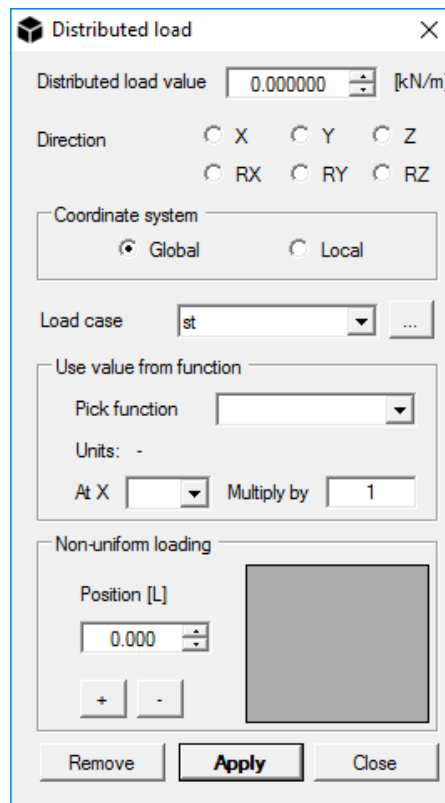 Distributed load
Distributed load value 0.000000 [kN/m]
Direction X Y Z
RX RY RZ
Coordinate system
Global Local
Load case st ...
Use value from function
Pick function
Units: -
At X Multiply by 1
Non-uniform loading
Position [L]
0.000
+ -
Remove Apply Close